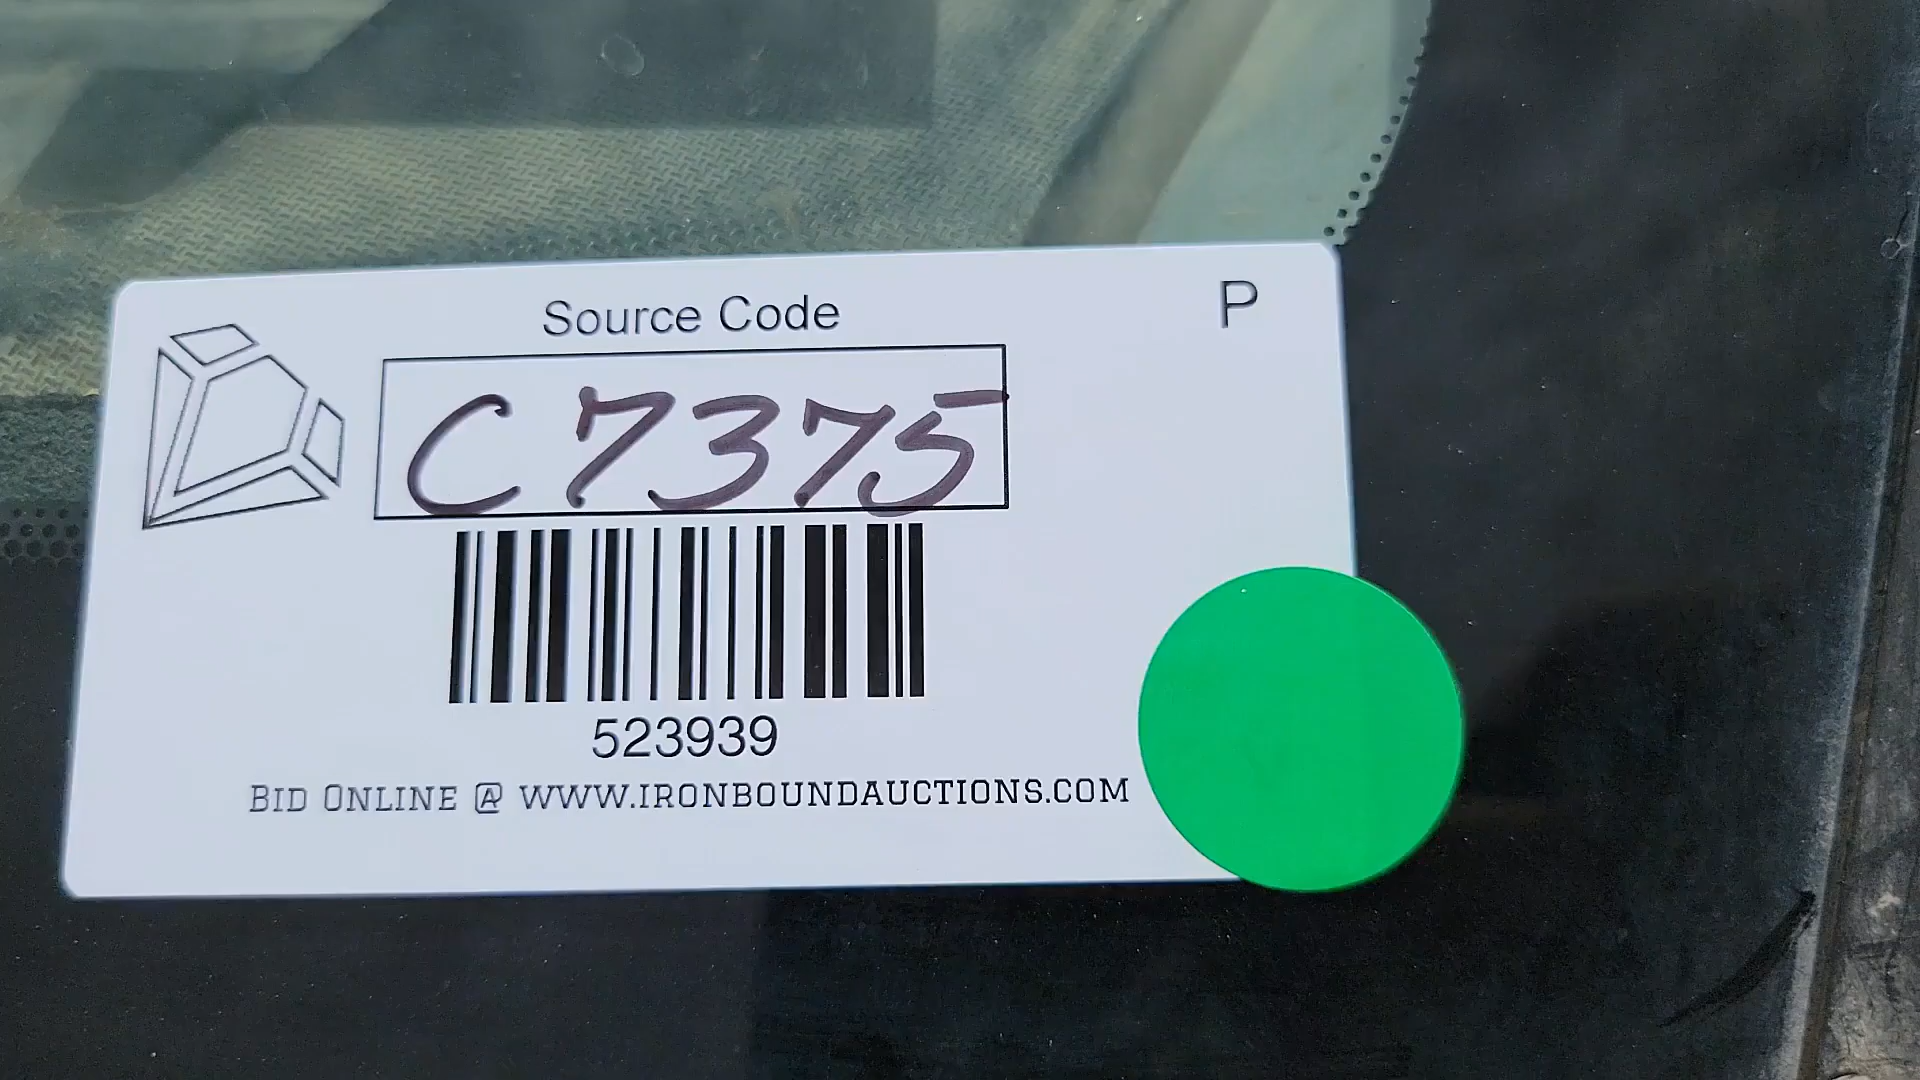 Source Code
P
C7375
523939
BID ONLINE @ WWW.IRONBOUNDAUCTIONS.COM